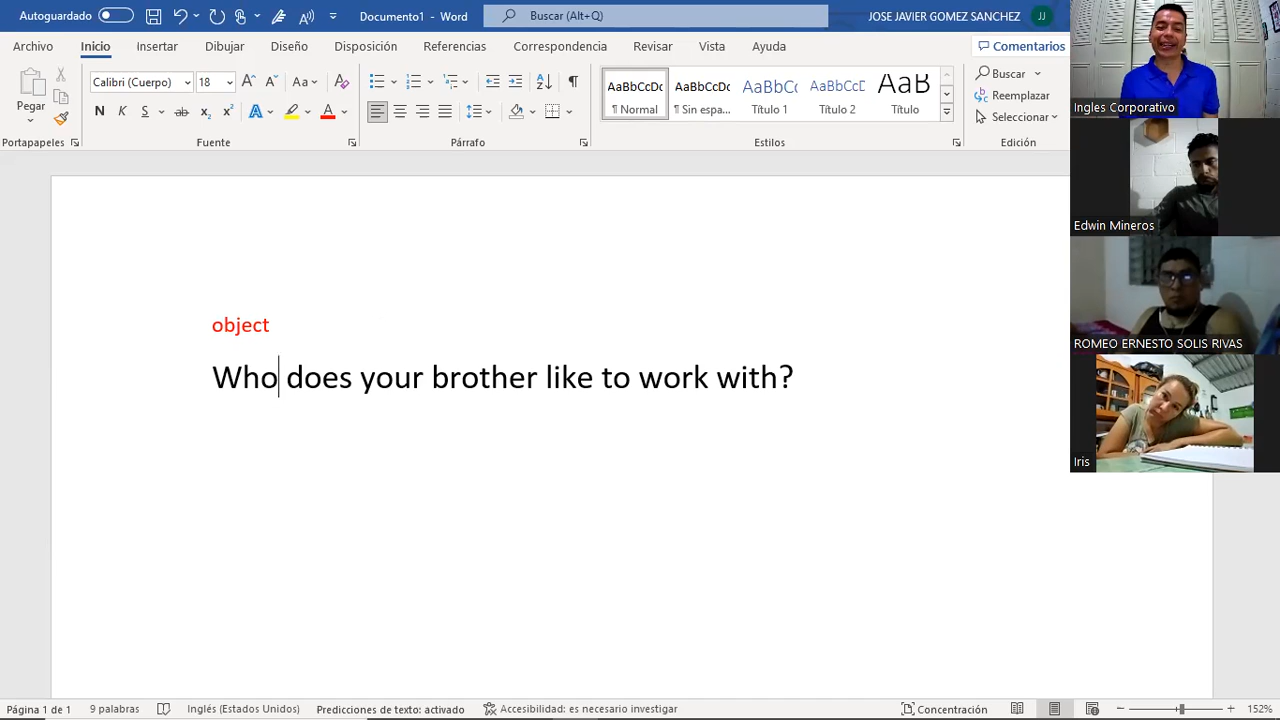 Autoguardado
Documento1 - Word
Buscar (Alt+Q)
JOSE JAVIER GOMEZ SANCHEZ
JJ
Archivo Inicio Insertar Dibujar Diseño Disposición Referencias Correspondencia Revisar Vista Ayuda
Comentarios
Pegar
Calibri (Cuerpo) 18
N K S ab x₂ x²
AaBbCcDc AaBbCcDc AaBbCc AaBbCcD AaB
¶ Normal ¶ Sin espa... Título 1 Título 2 Título
Buscar
Reemplazar
Seleccionar
Portapapeles Fuente Párrafo Estilos Edición
Ingles Corporativo
Edwin Mineros
ROMEO ERNESTO SOLIS RIVAS
Iris
object
Who does your brother like to work with?
Página 1 de 1 9 palabras Inglés (Estados Unidos) Predicciones de texto: activado Accesibilidad: es necesario investigar Concentración 152%